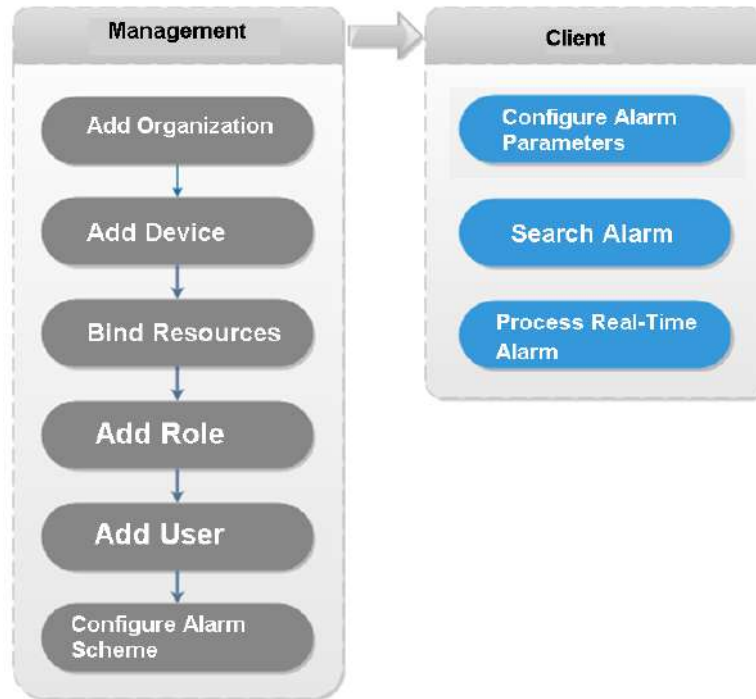 Management
Add Organization
Add Device
Bind Resources
Add Role
Add User
Configure Alarm
Scheme
Client
Configure Alarm
Parameters
Search Alarm
Process Real-Time
Alarm